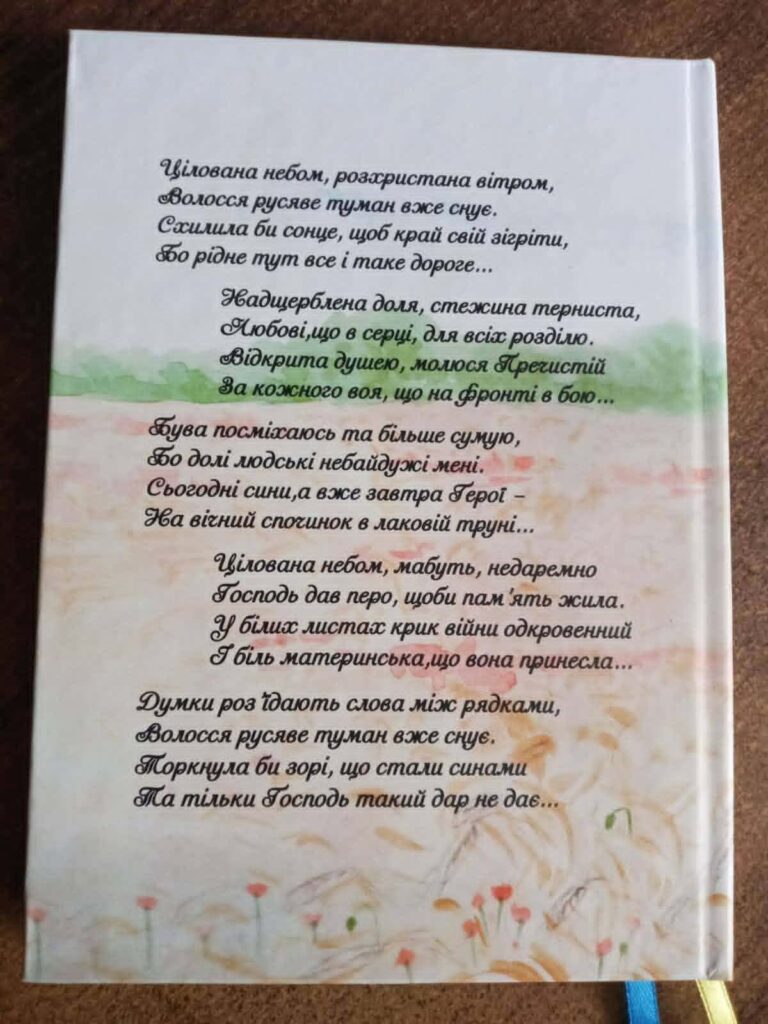 Цілована небом, розхристана вітром,
Волосся русяве туман вже снує.
Схилила би сонце, щоб край свій зігріти,
Бо рідне тут все і таке дороге...
Надщерблена доля, стежина терниста,
Любові,що в серці, для всіх розділю.
Відкрита душею, молюся Пречистій
За кожного воя, що на фронті в бою...
Бува посміхаюсь та більше сумую,
Бо долі людські небайдужі мені.
Сьогодні сини,а вже завтра Герої –
На вічний спочинок в лаковій труні...
Цілована небом, мабуть, недаремно
Господь дав перо, щоби пам'ять жила.
У білих листах крик війни одкровенний
І біль материнська,що вона принесла...
Думки роз'їдають слова між рядками,
Волосся русяве туман вже снує.
Торкнула би зорі, що стали синами
Та тільки Господь такий дар не дає...